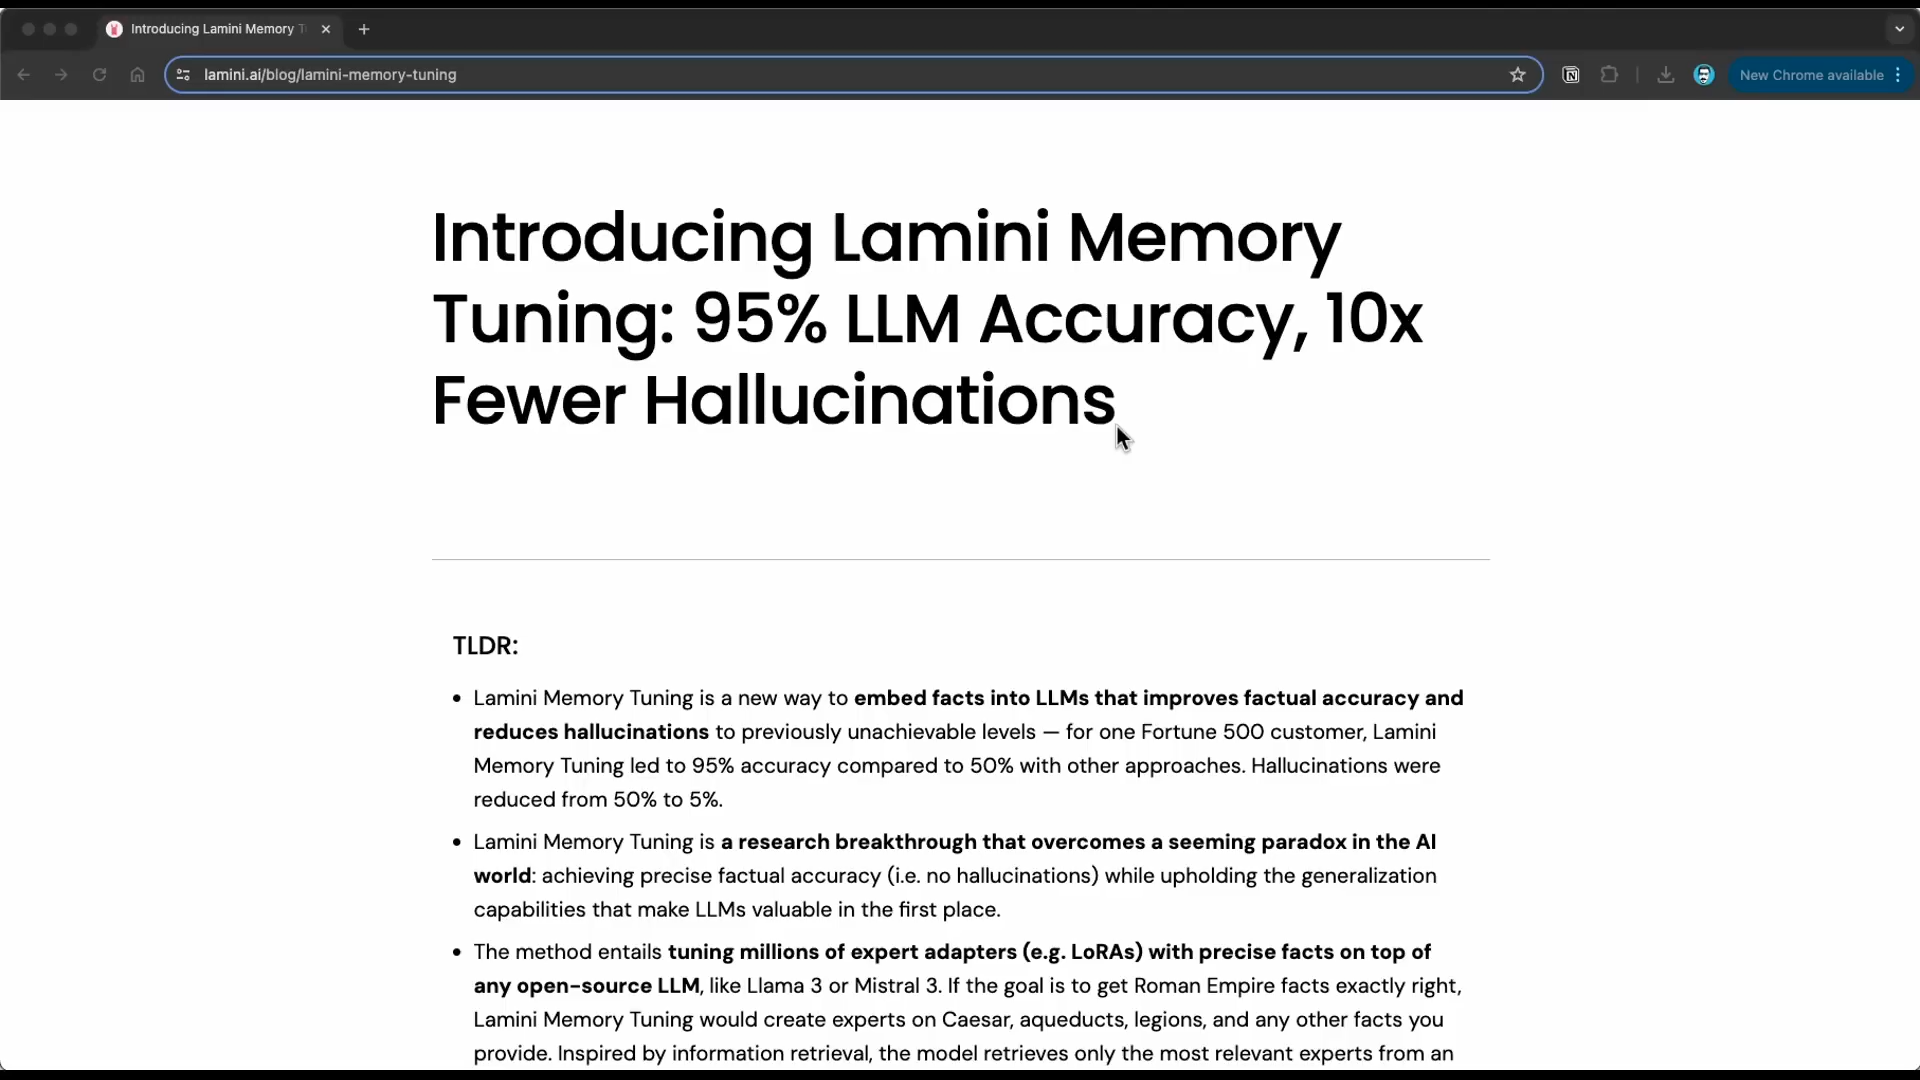 Introducing Lamini Memory T
lamini.ai/blog/lamini-memory-tuning
New Chrome available
Introducing Lamini Memory
Tuning: 95% LLM Accuracy, 10x
Fewer Hallucinations
TLDR:
• Lamini Memory Tuning is a new way to embed facts into LLMs that improves factual accuracy and
reduces hallucinations to previously unachievable levels — for one Fortune 500 customer, Lamini
Memory Tuning led to 95% accuracy compared to 50% with other approaches. Hallucinations were
reduced from 50% to 5%.
• Lamini Memory Tuning is a research breakthrough that overcomes a seeming paradox in the AI
world: achieving precise factual accuracy (i.e. no hallucinations) while upholding the generalization
capabilities that make LLMs valuable in the first place.
• The method entails tuning millions of expert adapters (e.g. LoRAs) with precise facts on top of
any open-source LLM, like Llama 3 or Mistral 3. If the goal is to get Roman Empire facts exactly right,
Lamini Memory Tuning would create experts on Caesar, aqueducts, legions, and any other facts you
provide. Inspired by information retrieval, the model retrieves only the most relevant experts from an